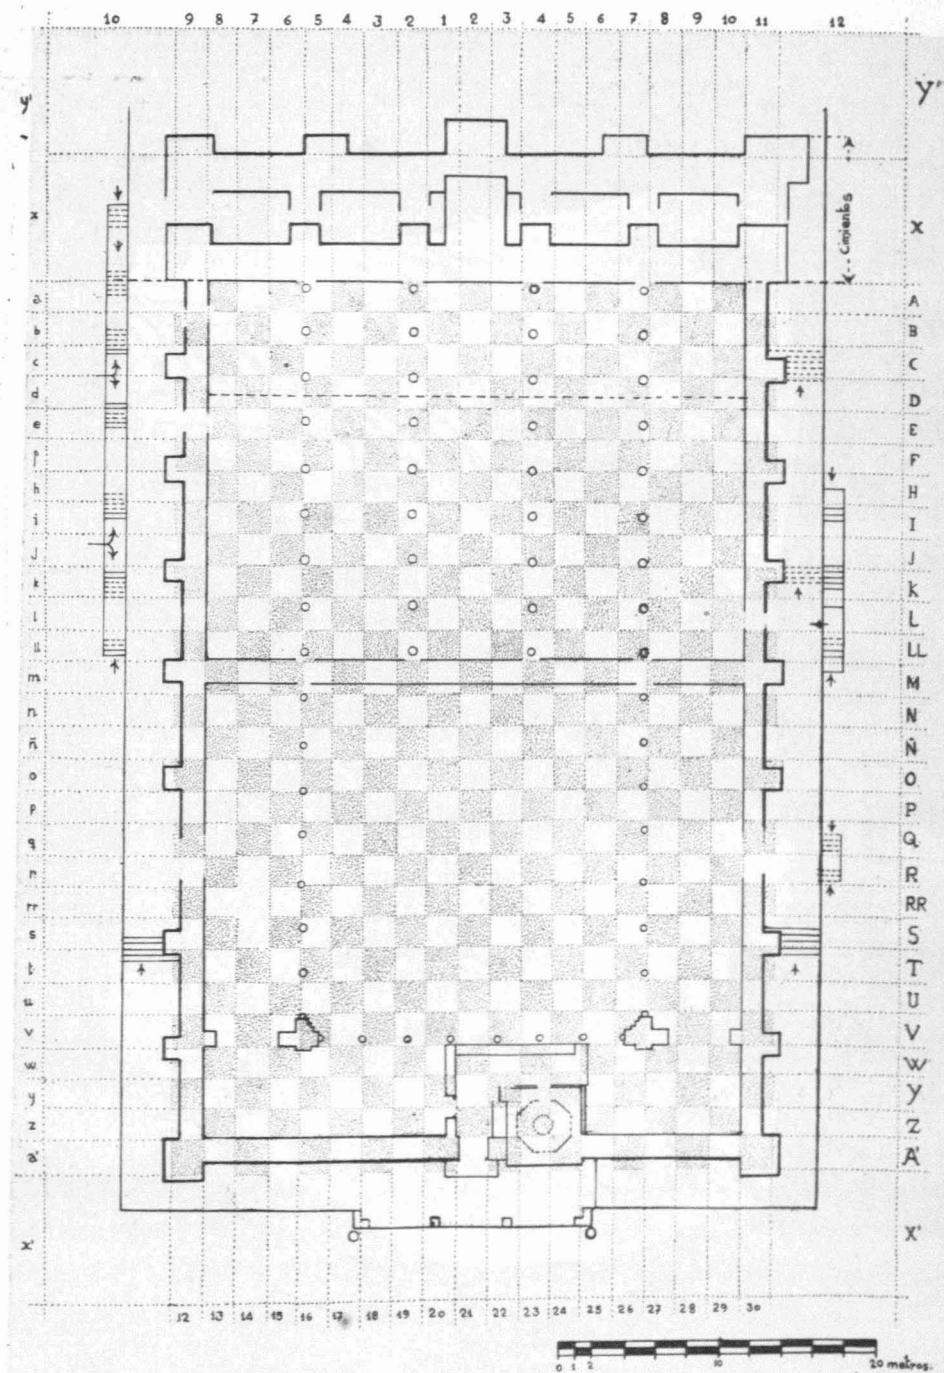 10 9 8 7 6 5 4 3 2 1 2 3 4 5 6 7 8 9 10 11 12
y' y'
A
x Cimientos x
a A
b B
c C
d D
e E
f F
h H
i I
J J
k K
l L
ll LL
m M
n N
ñ Ñ
o O
p P
q Q
r R
rr RR
s S
t T
u U
v V
w W
y Y
z Z
a' A'
x' X'
12 13 14 15 16 17 18 19 20 21 22 23 24 25 26 27 28 29 30
0 1 2 10 20 metros.